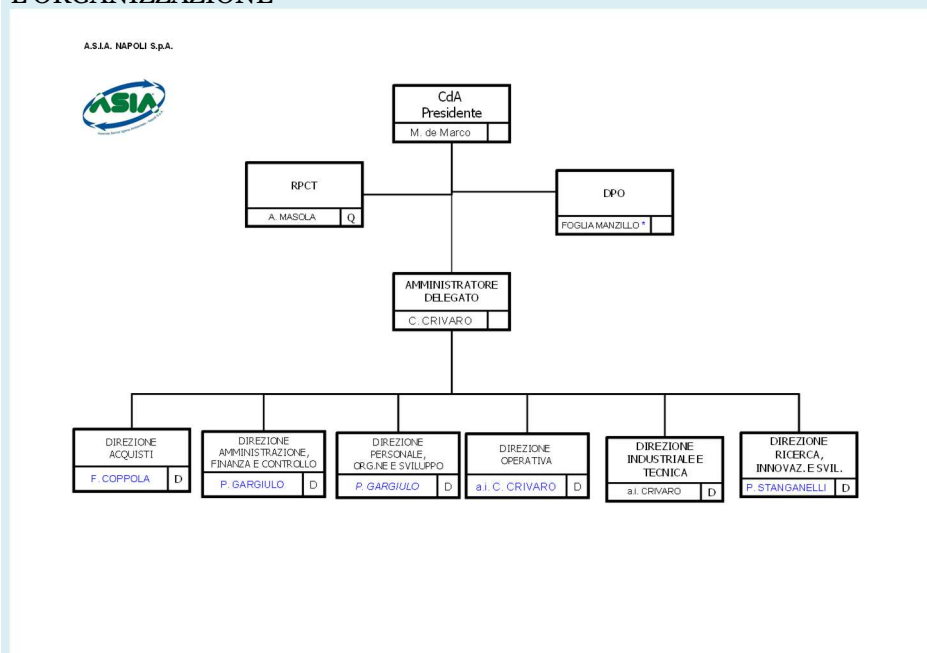 L'ORGANIZZAZIONE
A.S.I.A. NAPOLI S.p.A.
ASIA
CdA
Presidente
M. de Marco
RPCT
A. MASOLA Q
DPO
FOGLIA MANZILLO *
AMMINISTRATORE
DELEGATO
C. CRIVARO
DIREZIONE
ACQUISTI
F. COPPOLA D
DIREZIONE
AMMINISTRAZIONE,
FINANZA E CONTROLLO
P. GARGIULO D
DIREZIONE
PERSONALE,
ORG.NE E SVILUPPO
P. GARGIULO D
DIREZIONE
OPERATIVA
a.i. C. CRIVARO D
DIREZIONE
INDUSTRIALE E
TECNICA
a.i. CRIVARO D
DIREZIONE
RICERCA,
INNOVAZ. E SVIL.
P. STANGANELLI D